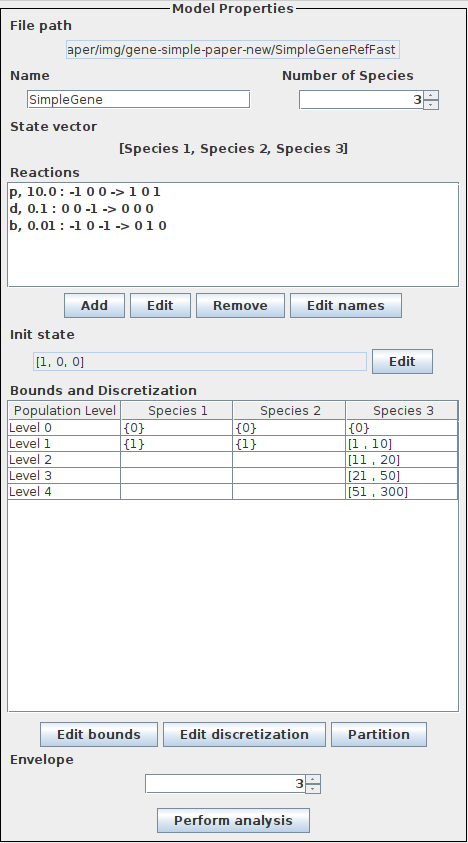 Model Properties
File path
aper/img/gene-simple-paper-new/SimpleGeneRefFast
Name Number of Species
SimpleGene 3
State vector
[Species 1, Species 2, Species 3]
Reactions
p, 10.0 : -1 0 0 -> 1 0 1
d, 0.1 : 0 0 -1 -> 0 0 0
b, 0.01 : -1 0 -1 -> 0 1 0
Add Edit Remove Edit names
Init state
[1, 0, 0] Edit
Bounds and Discretization
Population Level Species 1 Species 2 Species 3
Level 0 {0} {0} {0}
Level 1 {1} {1} [1 , 10]
Level 2 [11 , 20]
Level 3 [21 , 50]
Level 4 [51 , 300]
Edit bounds Edit discretization Partition
Envelope
3
Perform analysis